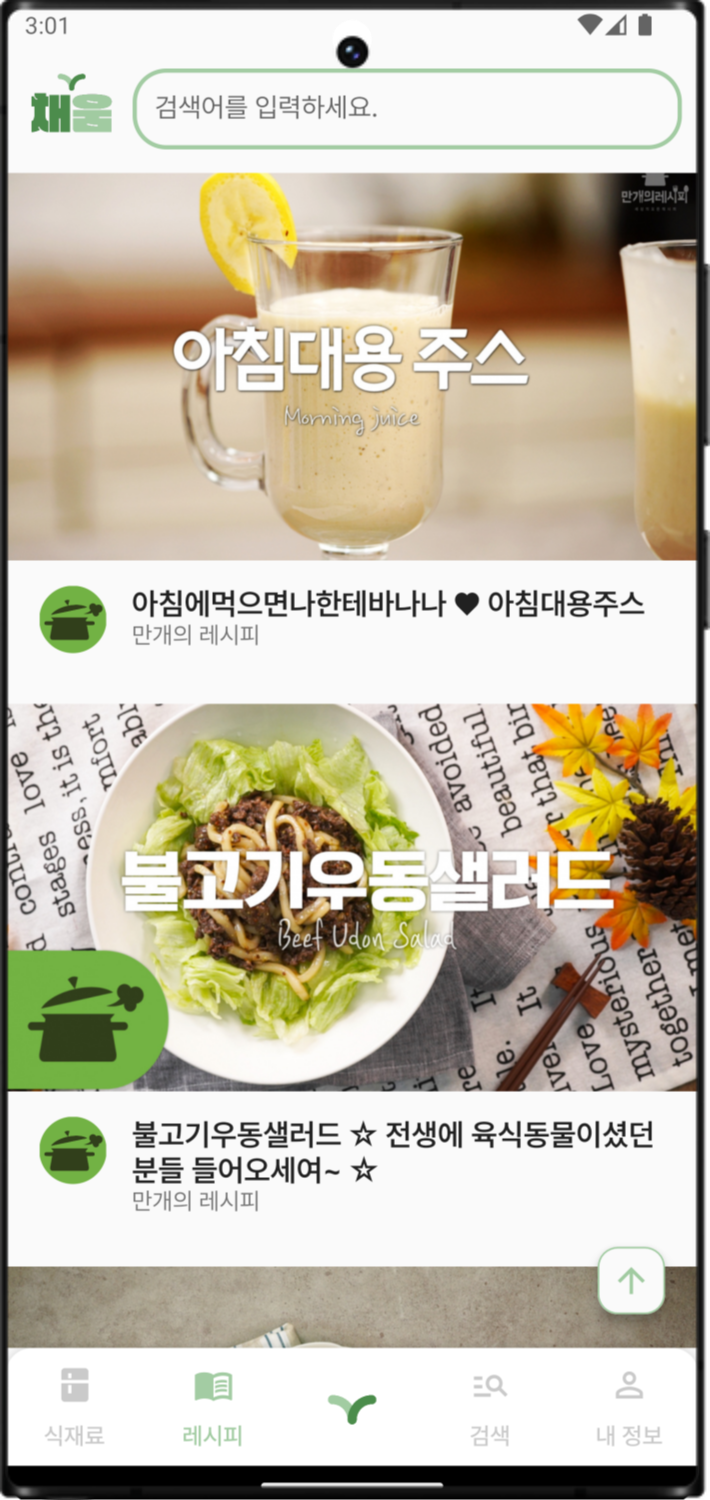 3:01
채움
검색어를 입력하세요.
만개의레시피
아침대용 주스
Morning juice
아침에먹으면나한테바나나 ♥ 아침대용주스
만개의 레시피
stages love is
ess, it is the
mfort
avoided
beautiful
that bir
불고기우동샐러드
Beef Udon Salad
It
Love
mysterious
together
불고기우동샐러드 ☆ 전생에 육식동물이셨던
분들 들어오세여~ ☆
만개의 레시피
식재료
레시피
검색
내 정보